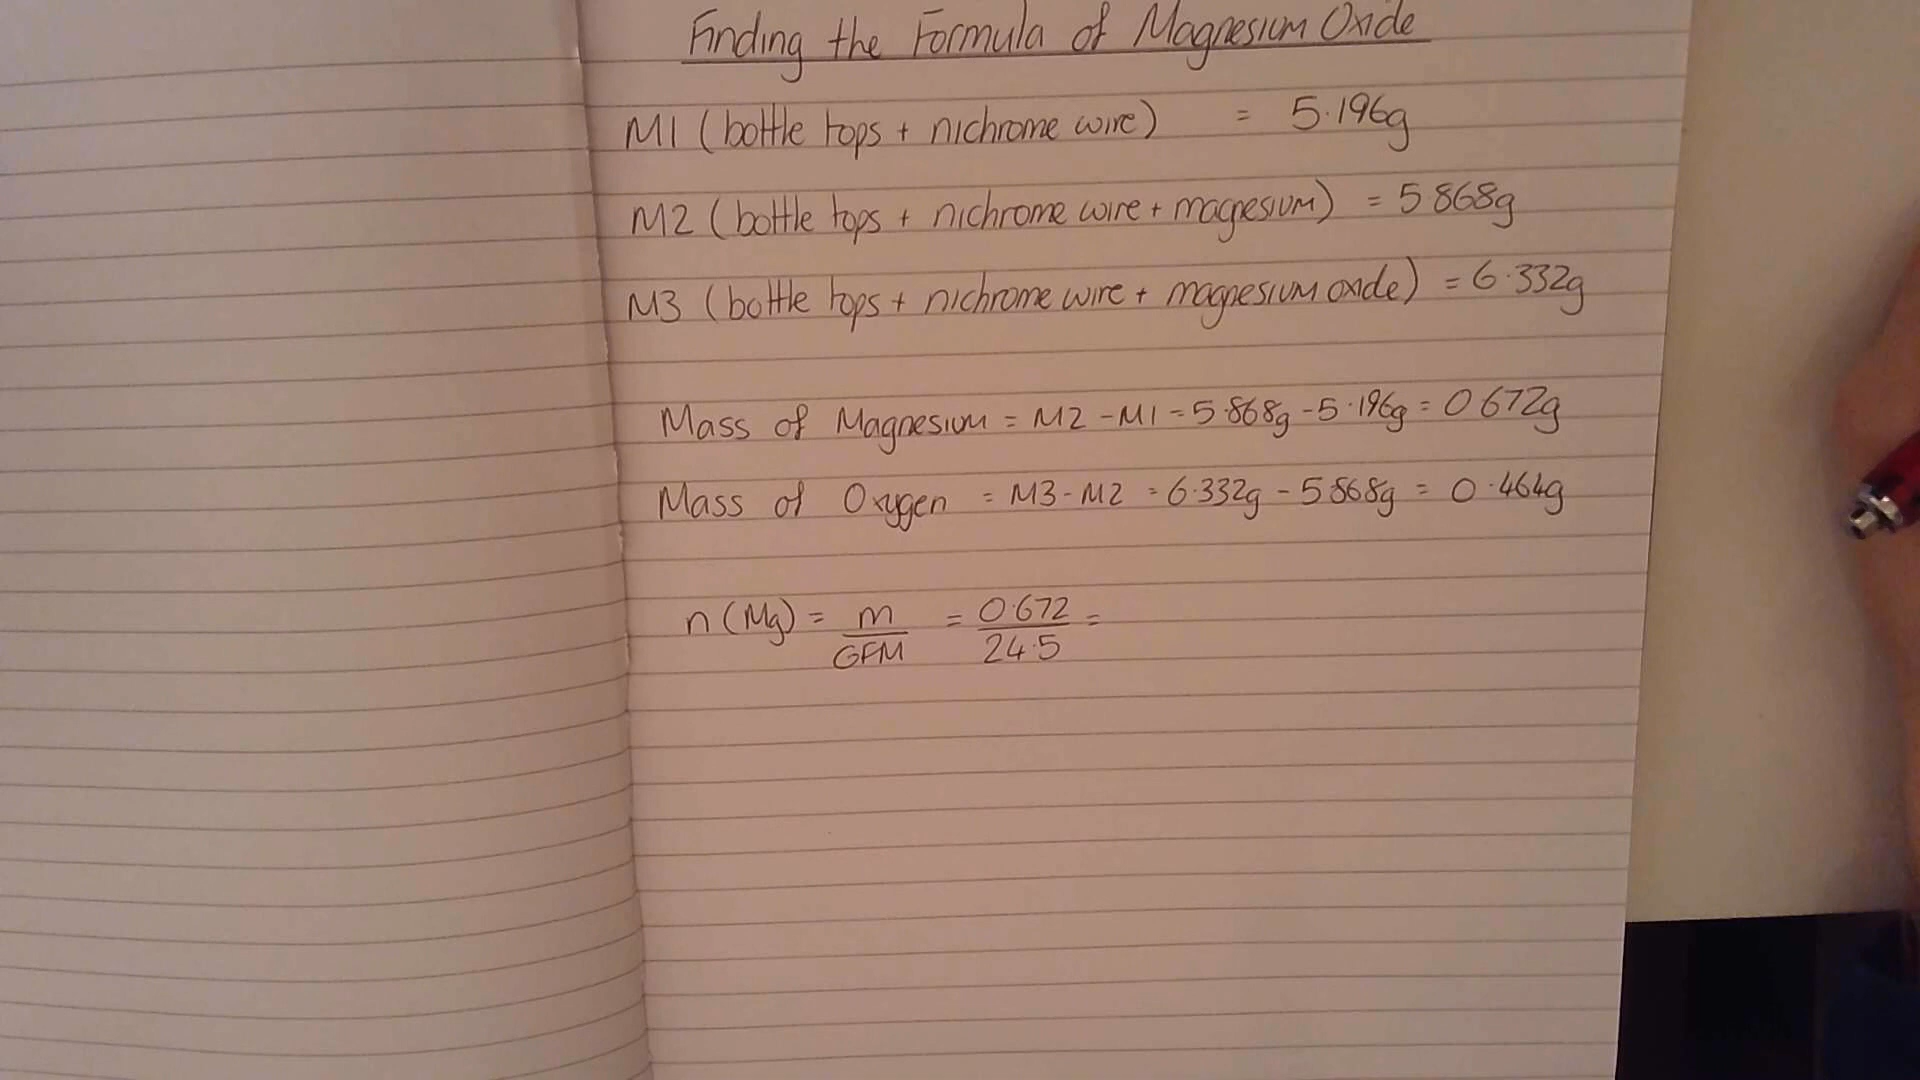 Finding the Formula of Magnesium Oxide
M1 (bottle tops + nichrome wire) = 5.196g
M2 (bottle tops + nichrome wire + magnesium) = 5.868g
M3 (bottle tops + nichrome wire + magnesium oxide) = 6.332g
Mass of Magnesium = M2 - M1 = 5.868g - 5.196g = 0.672g
Mass of Oxygen = M3 - M2 = 6.332g - 5.868g = 0.464g
n (Mg) = m/GFM = 0.672/24.5 =